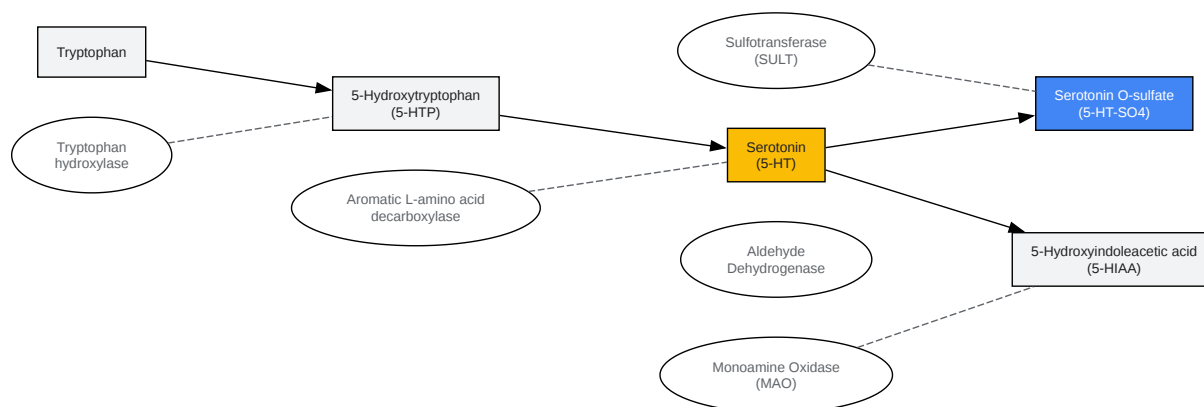 Tryptophan
Tryptophan
hydroxylase
5-Hydroxytryptophan
(5-HTP)
Aromatic L-amino acid
decarboxylase
Sulfotransferase
(SULT)
Serotonin
(5-HT)
Aldehyde
Dehydrogenase
Monoamine Oxidase
(MAO)
Serotonin O-sulfate
(5-HT-SO4)
5-Hydroxyindoleacetic acid
(5-HIAA)